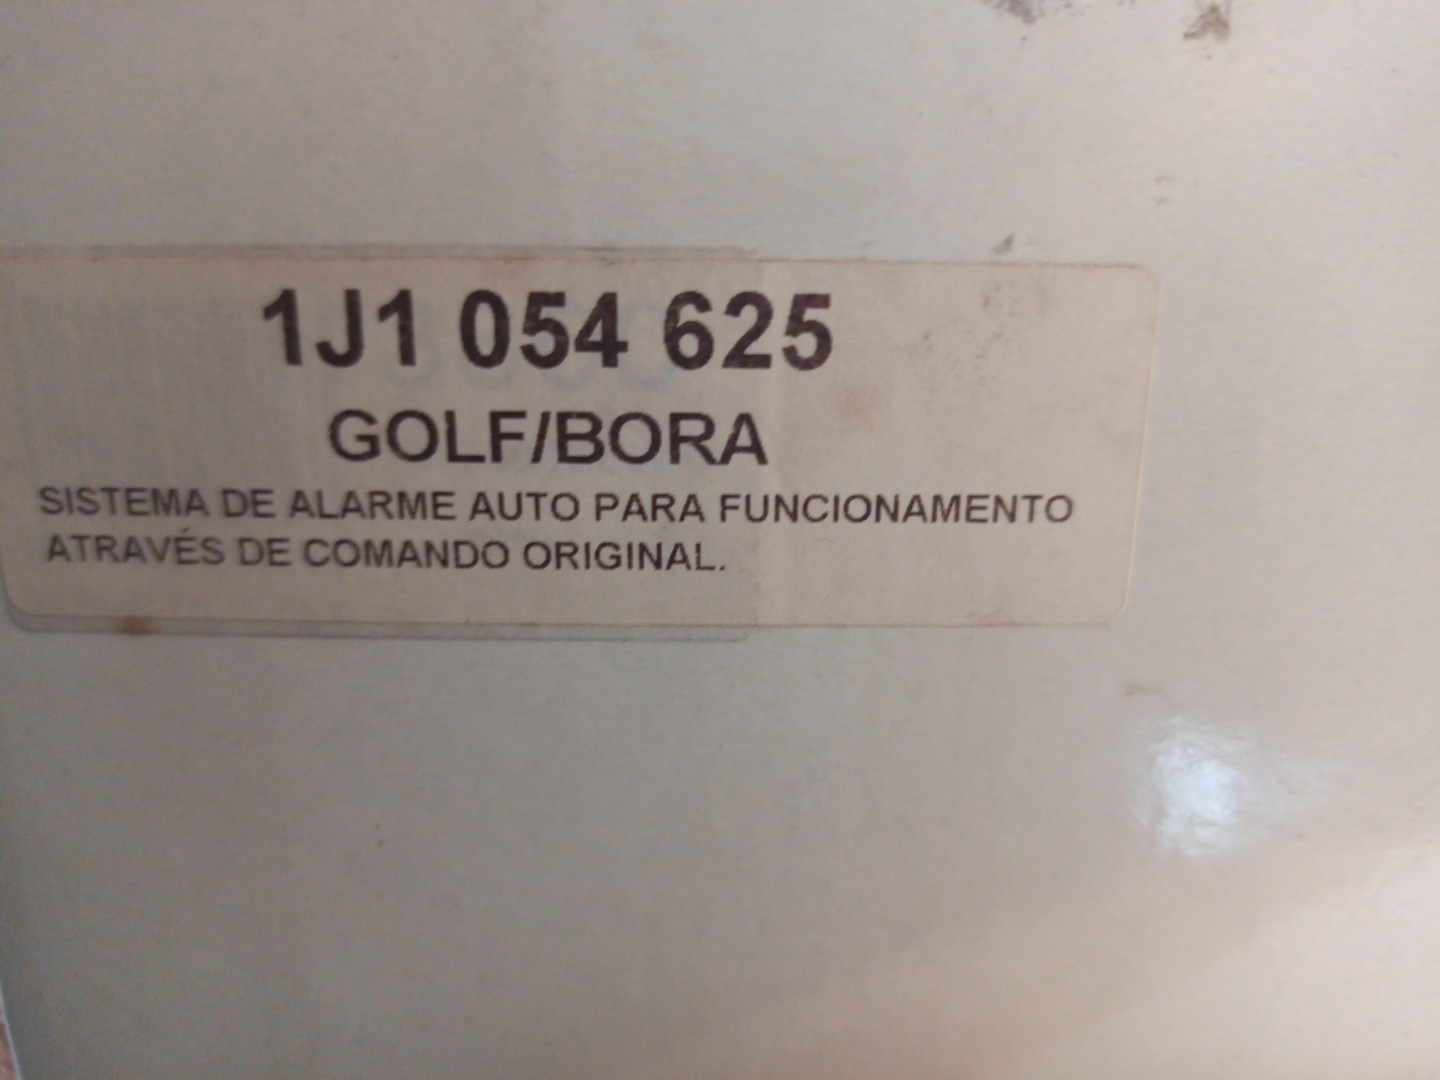 1J1 054 625
GOLF/BORA
SISTEMA DE ALARME AUTO PARA FUNCIONAMENTO
ATRAVÉS DE COMANDO ORIGINAL.